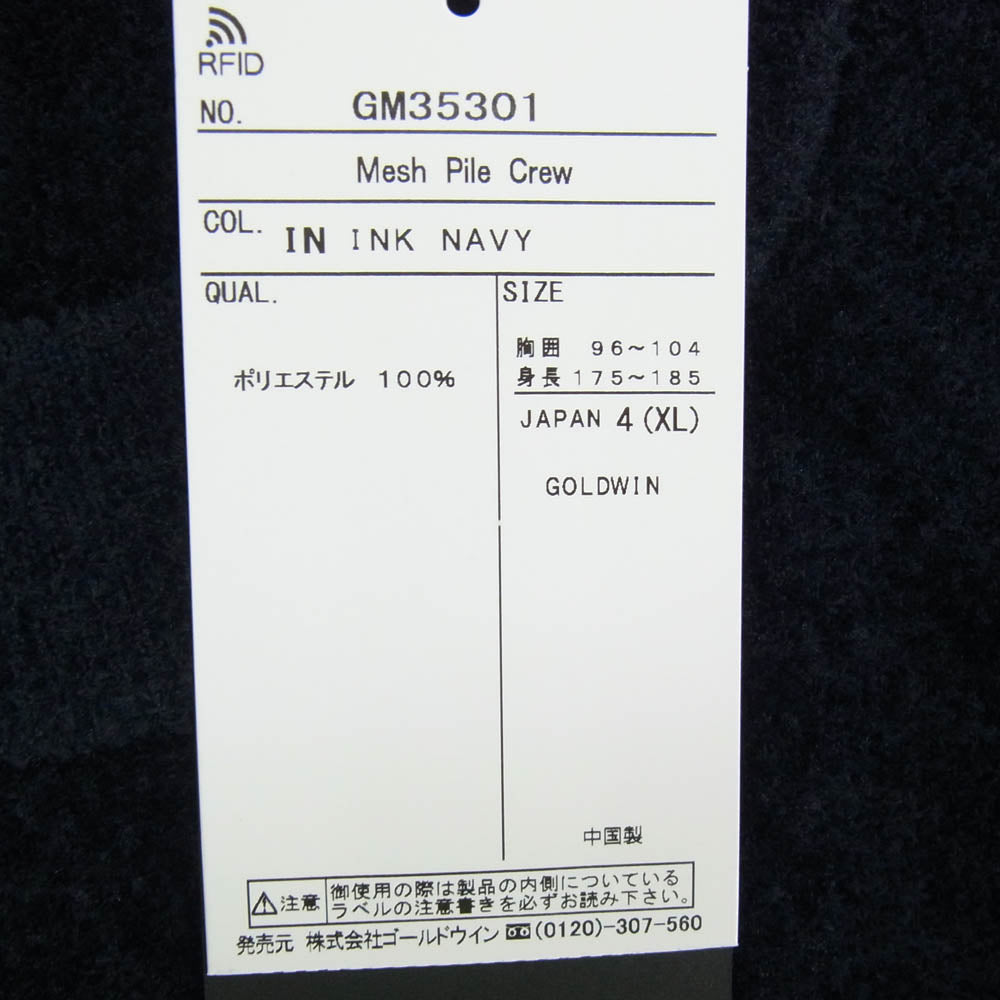 RFID
NO. GM35301
Mesh Pile Crew
COL. IN INK NAVY
QUAL.
ポリエステル 100%
SIZE
胸囲 96~104
身長 175~185
JAPAN 4 (XL)
GOLDWIN
中国製
注意
御使用の際は製品の内側についている
ラベルの注意書きを必ずお読み下さい。
発売元 株式会社ゴールドウイン (0120)-307-560